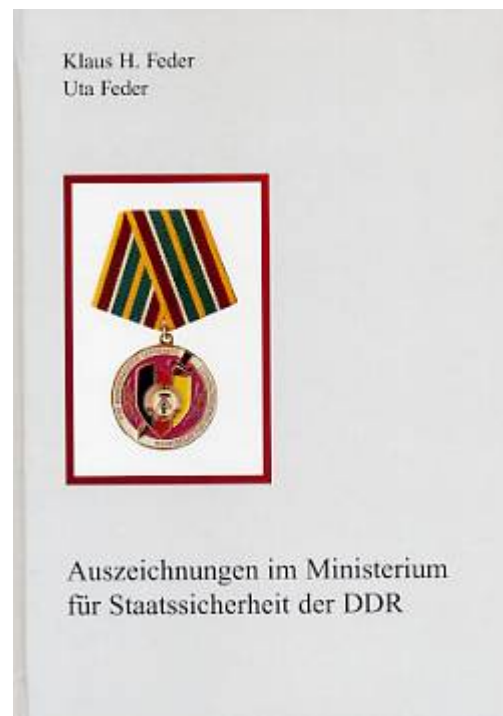 Klaus H. Feder
Uta Feder
Auszeichnungen im Ministerium
für Staatssicherheit der DDR